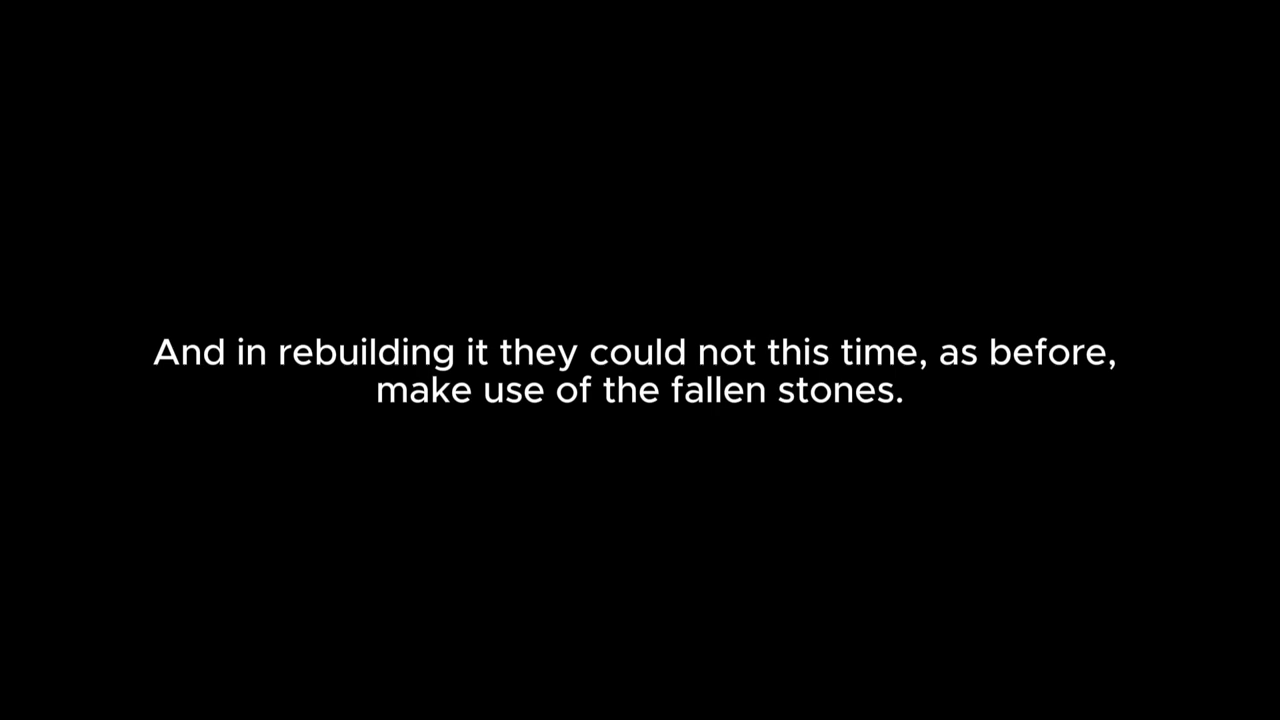 And in rebuilding it they could not this time, as before,
make use of the fallen stones.